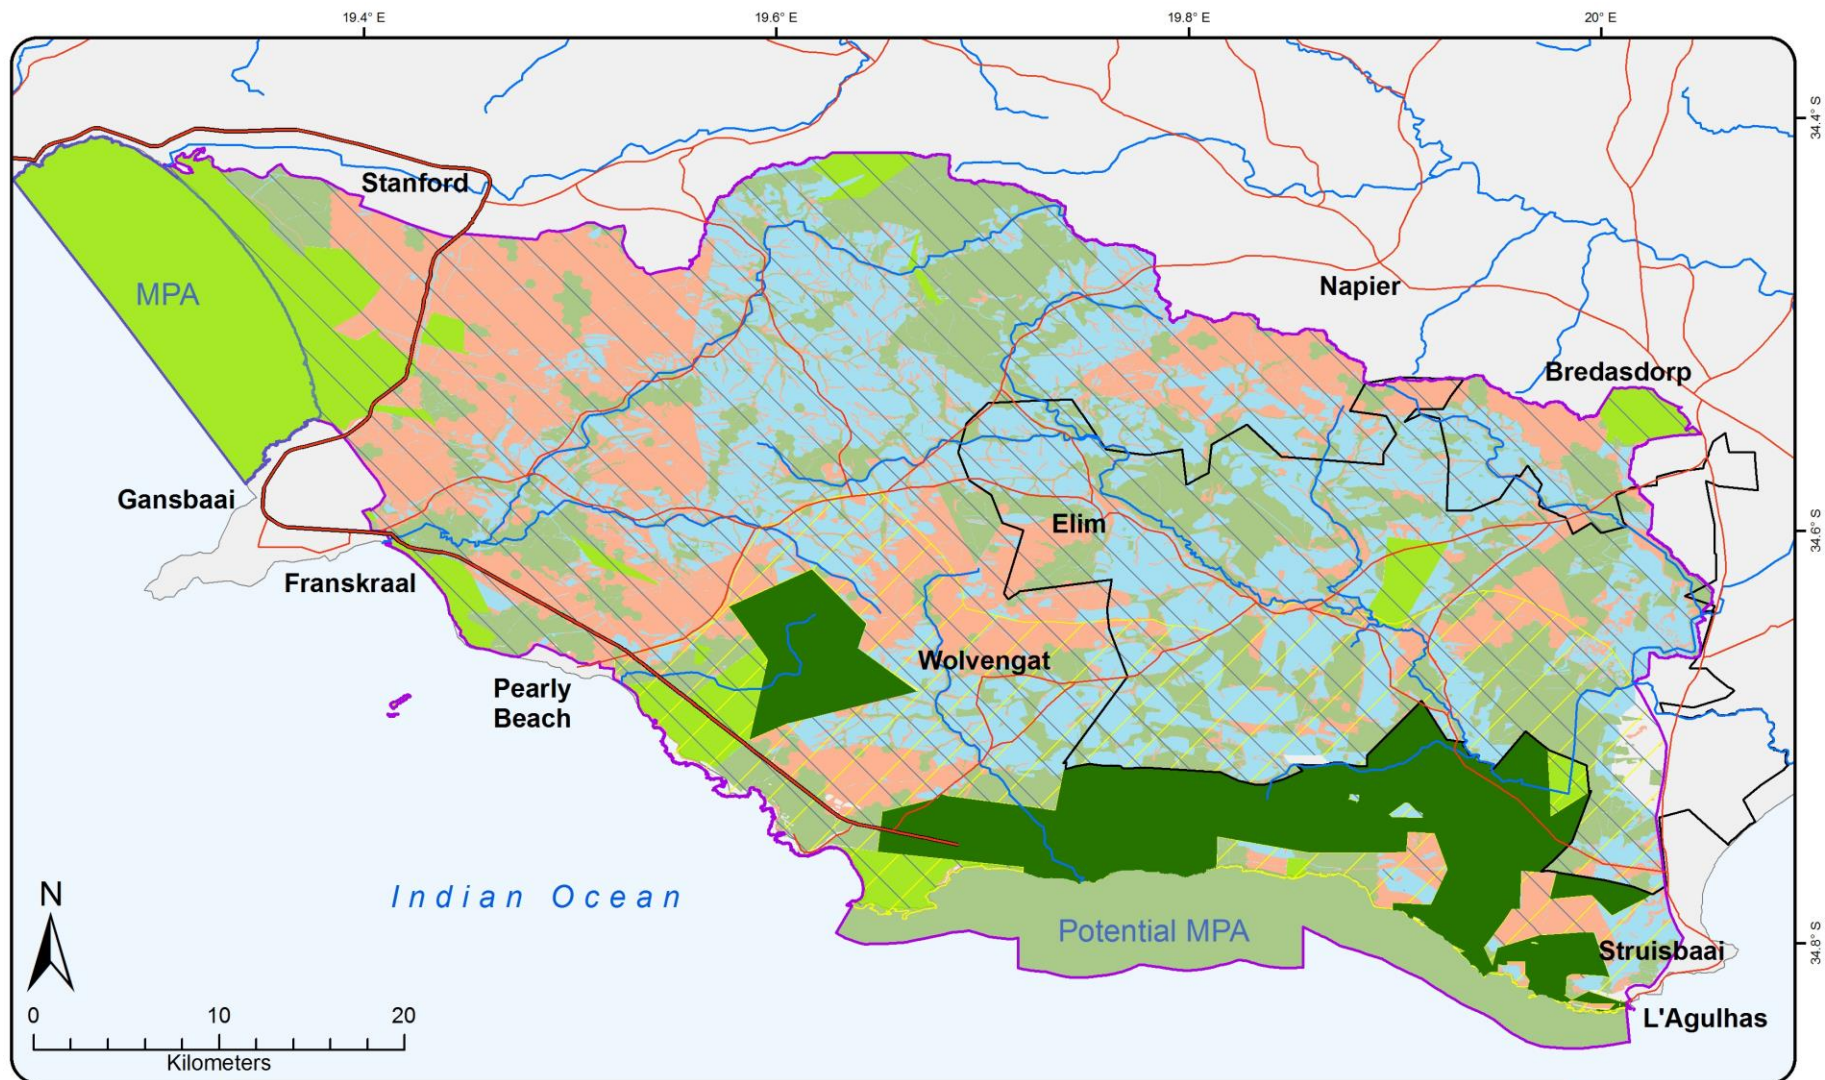 19.4° E
19.6° E
19.8° E
20° E
34.4° S
Stanford
MPA
Napier
Bredasdorp
Gansbaai
Elim
34.6° S
Franskraal
Wolvengat
Pearly
Beach
Indian Ocean
N
Potential MPA
34.8° S
Struisbaai
L'Agulhas
0 10 20
Kilometers